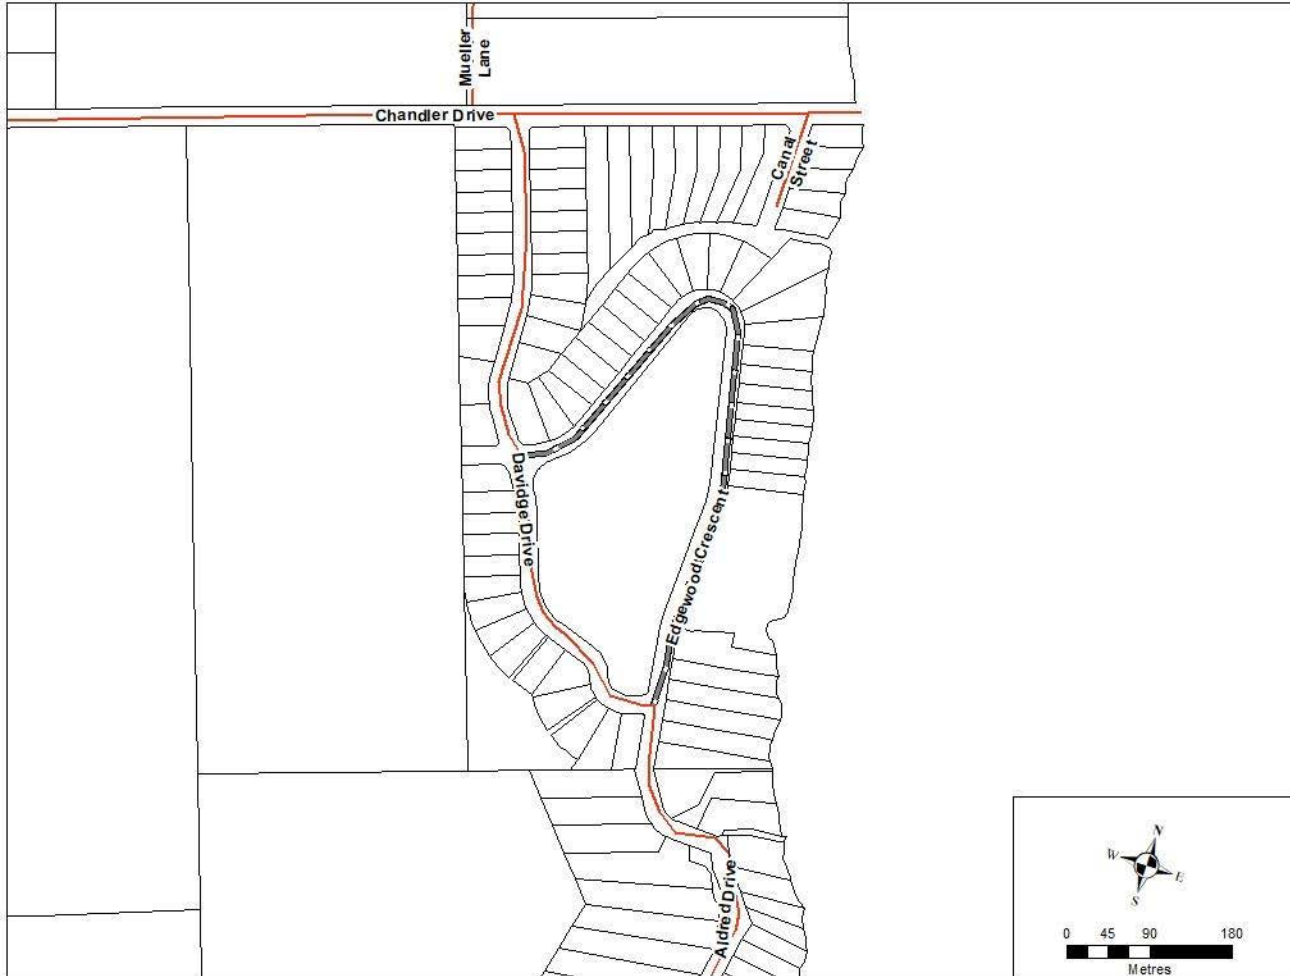 Mueller
Lane
Chandler Drive
Canal
Street
Davidge Drive
Edgewood Crescent
Aldred Drive
N
W
E
S
0 45 90 180
Metres